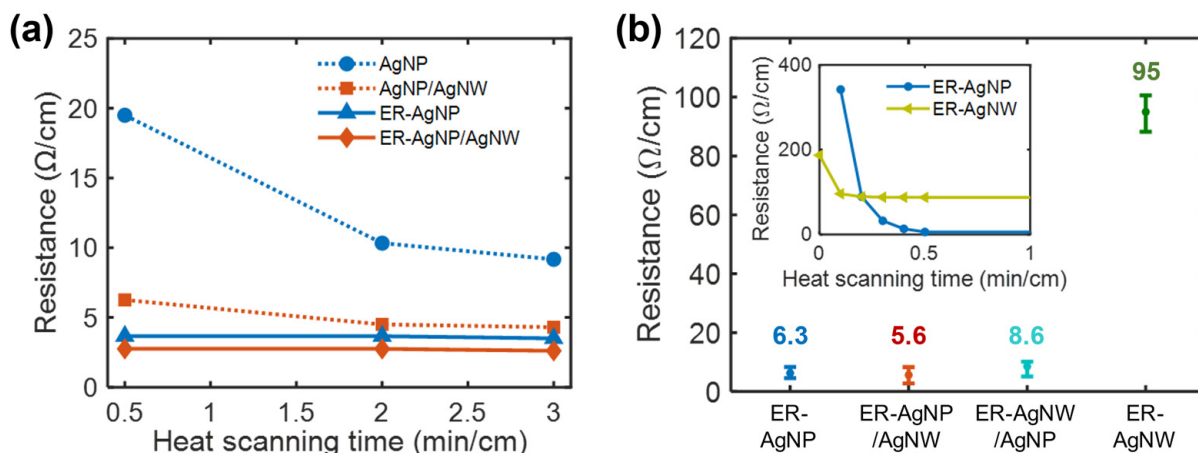 (a)
Resistance (Ω/cm)
25
20
15
10
5
0
AgNP
AgNP/AgNW
ER-AgNP
ER-AgNP/AgNW
0.5
1
1.5
2
2.5
3
Heat scanning time (min/cm)
(b)
Resistance (Ω/cm)
120
100
80
60
40
20
0
Resistance (Ω/cm)
400
200
0
ER-AgNP
ER-AgNW
0
0.5
1
Heat scanning time (min/cm)
6.3
5.6
8.6
95
ER-
AgNP
ER-AgNP
/AgNW
ER-AgNW
/AgNP
ER-
AgNW